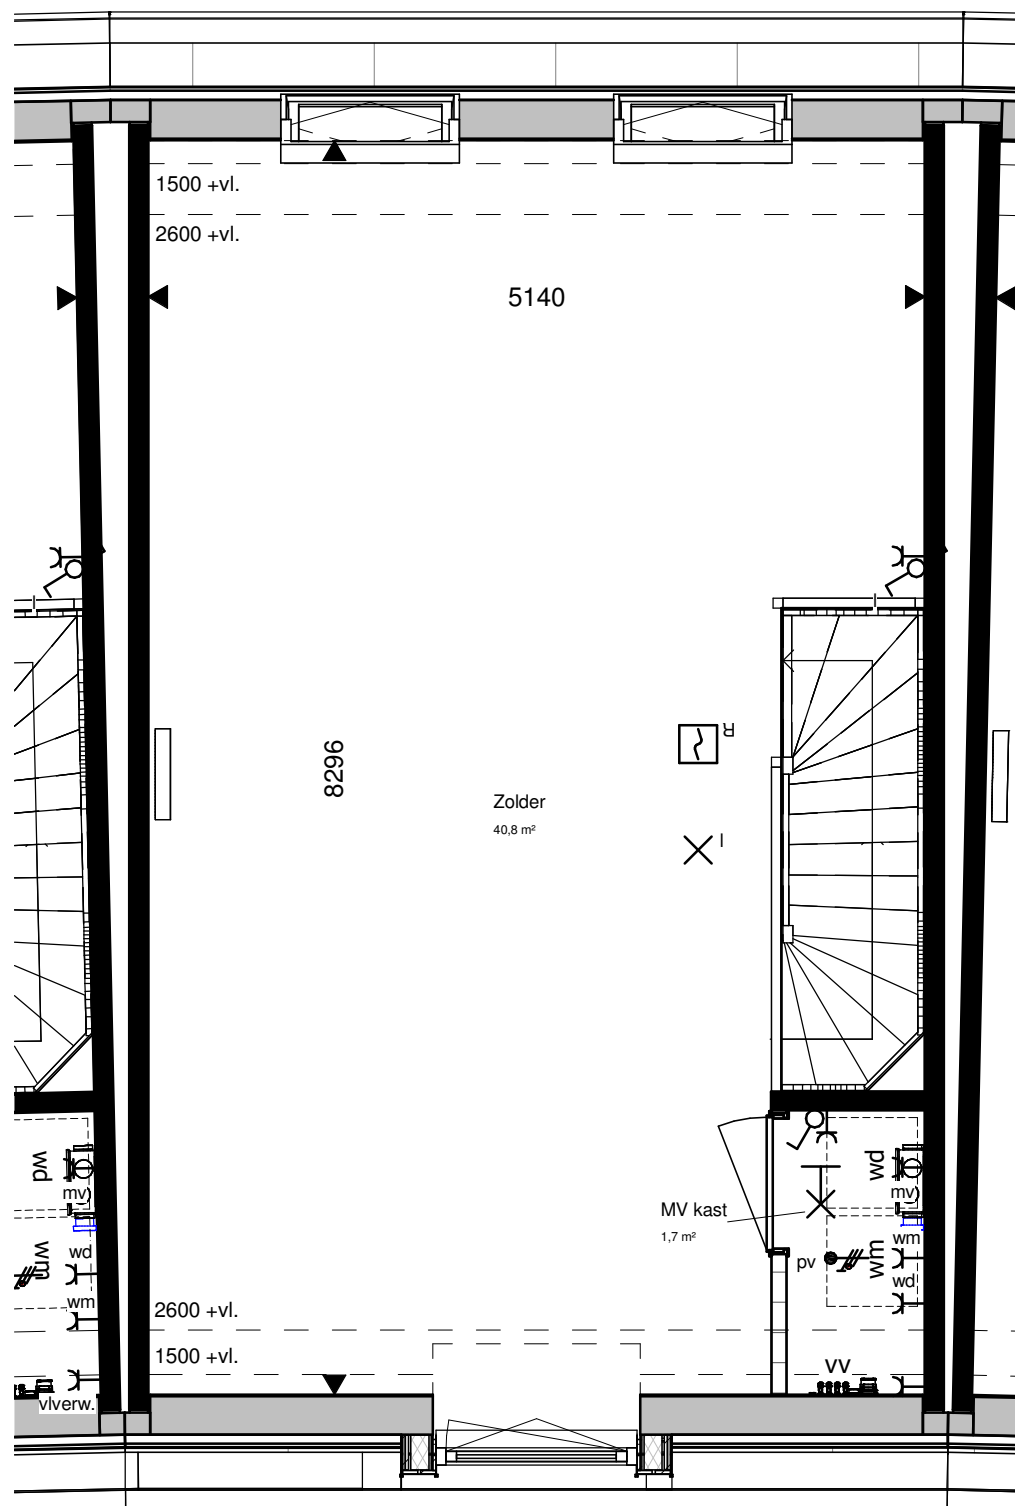 1500 +vl.
2600 +vl.
5140
8296
R
Zolder
40,8 m²
I
wd
mv
wd
wm
wm
vlverw.
MV kast
1,7 m²
pv
wd
mv
wm
wm
wd
vv
2600 +vl.
1500 +vl.